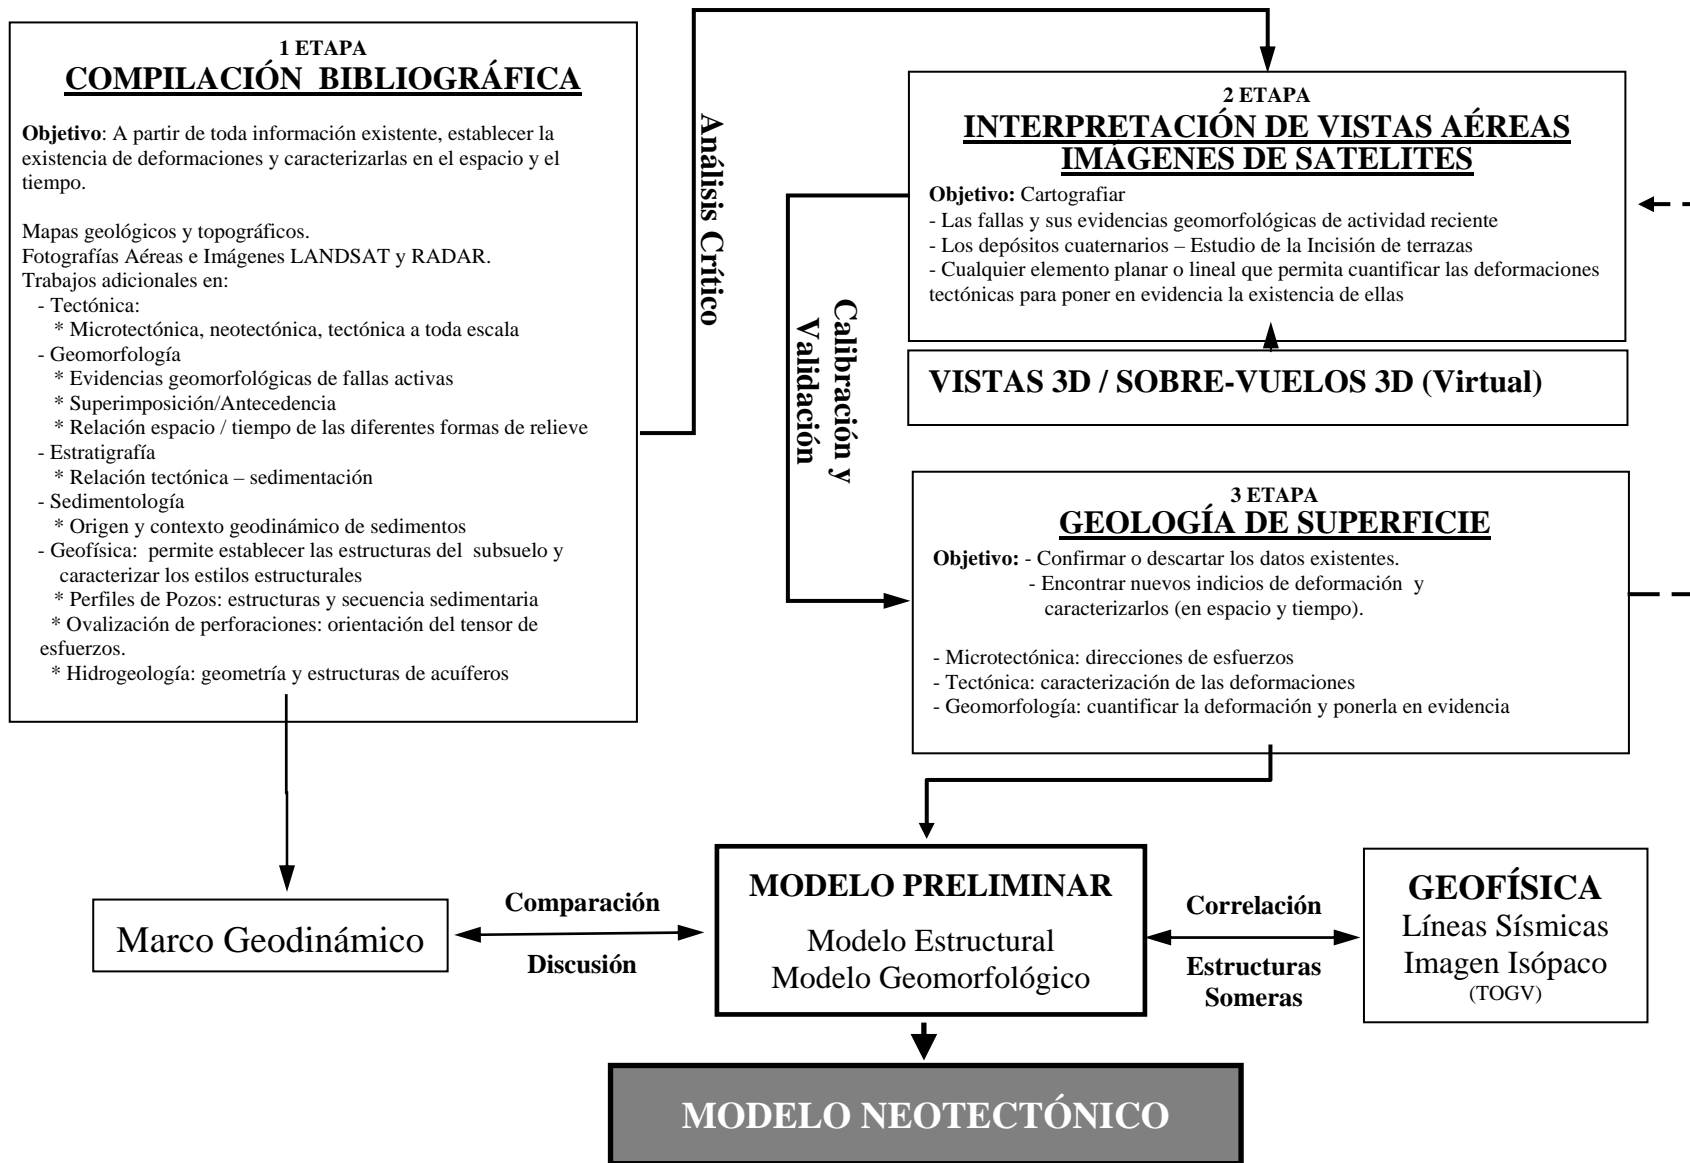 1 ETAPA
COMPILACIÓN BIBLIOGRÁFICA
Objetivo: A partir de toda información existente, establecer la
existencia de deformaciones y caracterizarlas en el espacio y el
tiempo.
Mapas geológicos y topográficos.
Fotografías Aéreas e Imágenes LANDSAT y RADAR.
Trabajos adicionales en:
- Tectónica:
* Microtectónica, neotectónica, tectónica a toda escala
- Geomorfología
* Evidencias geomorfológicas de fallas activas
* Superimposición/Antecedencia
* Relación espacio / tiempo de las diferentes formas de relieve
- Estratigrafía
* Relación tectónica – sedimentación
- Sedimentología
* Origen y contexto geodinámico de sedimentos
- Geofísica: permite establecer las estructuras del subsuelo y
caracterizar los estilos estructurales
* Perfiles de Pozos: estructuras y secuencia sedimentaria
* Ovalización de perforaciones: orientación del tensor de
esfuerzos.
* Hidrogeología: geometría y estructuras de acuíferos
Análisis Crítico
2 ETAPA
INTERPRETACIÓN DE VISTAS AÉREAS
IMÁGENES DE SATELITES
Objetivo: Cartografiar
- Las fallas y sus evidencias geomorfológicas de actividad reciente
- Los depósitos cuaternarios – Estudio de la Incisión de terrazas
- Cualquier elemento planar o lineal que permita cuantificar las deformaciones
tectónicas para poner en evidencia la existencia de ellas
VISTAS 3D / SOBRE-VUELOS 3D (Virtual)
Calibración y
Validación
3 ETAPA
GEOLOGÍA DE SUPERFICIE
Objetivo: - Confirmar o descartar los datos existentes.
- Encontrar nuevos indicios de deformación y
caracterizarlos (en espacio y tiempo).
- Microtectónica: direcciones de esfuerzos
- Tectónica: caracterización de las deformaciones
- Geomorfología: cuantificar la deformación y ponerla en evidencia
Marco Geodinámico
Comparación
Discusión
MODELO PRELIMINAR
Modelo Estructural
Modelo Geomorfológico
Correlación
Estructuras
Someras
GEOFÍSICA
Líneas Sísmicas
Imagen Isópaco
(TOGV)
MODELO NEOTECTÓNICO